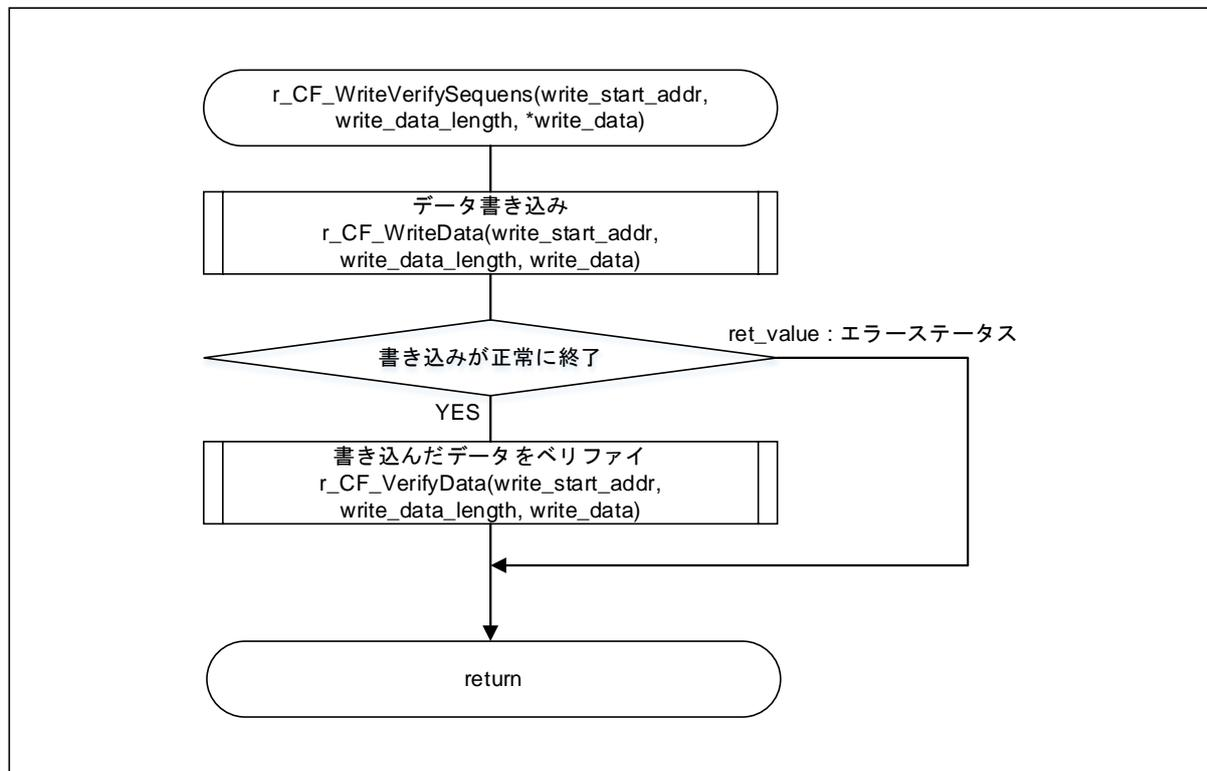 r_CF_WriteVerifySequens(write_start_addr,
write_data_length, *write_data)
データ書き込み
r_CF_WriteData(write_start_addr,
write_data_length, write_data)
ret_value : エラーステータス
書き込みが正常に終了
YES
書き込んだデータをベリファイ
r_CF_VerifyData(write_start_addr,
write_data_length, write_data)
return